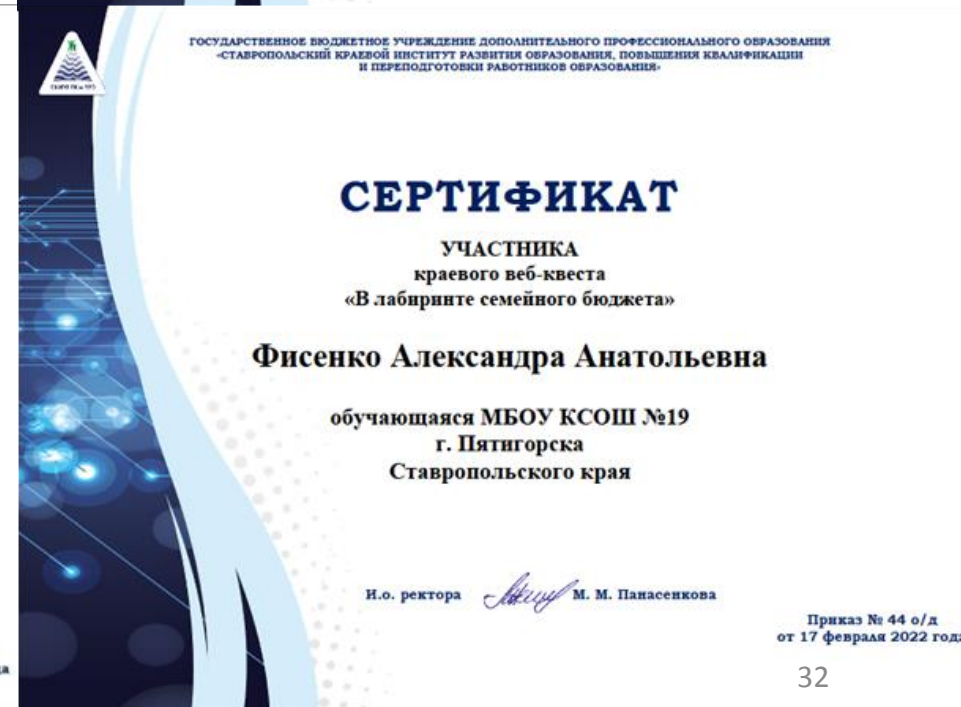 ГОСУДАРСТВЕННОЕ БЮДЖЕТНОЕ УЧРЕЖДЕНИЕ ДОПОЛНИТЕЛЬНОГО ПРОФЕССИОНАЛЬНОГО ОБРАЗОВАНИЯ
«СТАВРОПОЛЬСКИЙ КРАЕВОЙ ИНСТИТУТ РАЗВИТИЯ ОБРАЗОВАНИЯ, ПОВЫШЕНИЯ КВАЛИФИКАЦИИ
И ПЕРЕПОДГОТОВКИ РАБОТНИКОВ ОБРАЗОВАНИЯ»
СЕРТИФИКАТ
УЧАСТНИКА
краевого веб-квеста
«В лабиринте семейного бюджета»
Фисенко Александра Анатольевна
обучающаяся МБОУ КСОШ №19
г. Пятигорска
Ставропольского края
И.о. ректора М. М. Панасенкова
Приказ № 44 о/д
от 17 февраля 2022 года
32